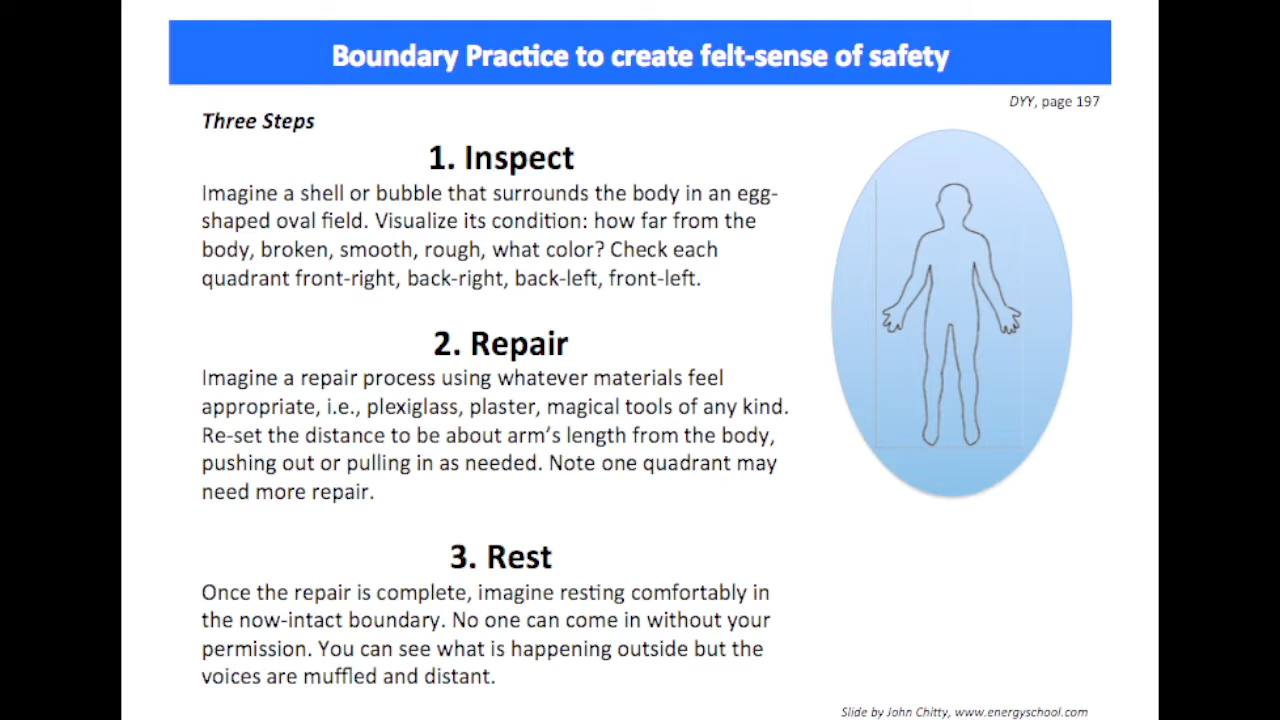 Boundary Practice to create felt-sense of safety
DYY, page 197
Three Steps
1. Inspect
Imagine a shell or bubble that surrounds the body in an egg-
shaped oval field. Visualize its condition: how far from the
body, broken, smooth, rough, what color? Check each
quadrant front-right, back-right, back-left, front-left.
2. Repair
Imagine a repair process using whatever materials feel
appropriate, i.e., plexiglass, plaster, magical tools of any kind.
Re-set the distance to be about arm's length from the body,
pushing out or pulling in as needed. Note one quadrant may
need more repair.
3. Rest
Once the repair is complete, imagine resting comfortably in
the now-intact boundary. No one can come in without your
permission. You can see what is happening outside but the
voices are muffled and distant.
Slide by John Chitty, www.energyschool.com